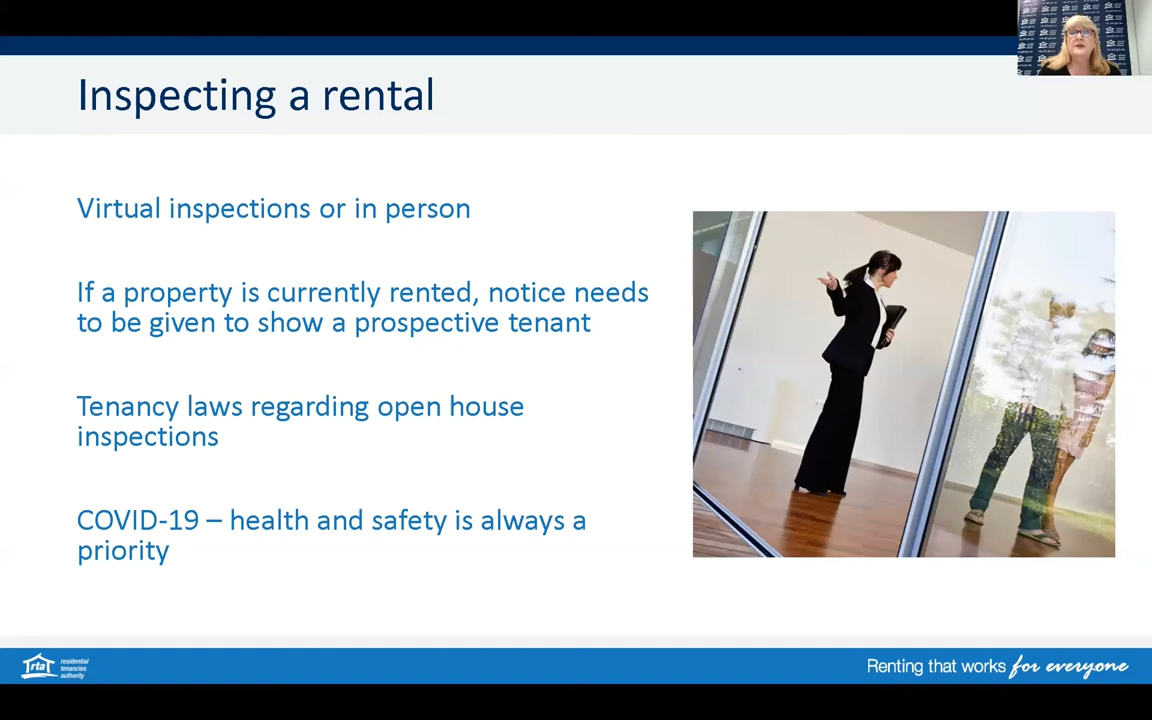 Inspecting a rental
Virtual inspections or in person
If a property is currently rented, notice needs
to be given to show a prospective tenant
Tenancy laws regarding open house
inspections
COVID-19 – health and safety is always a
priority
rta
residential
tenancies
authority
Renting that works for everyone